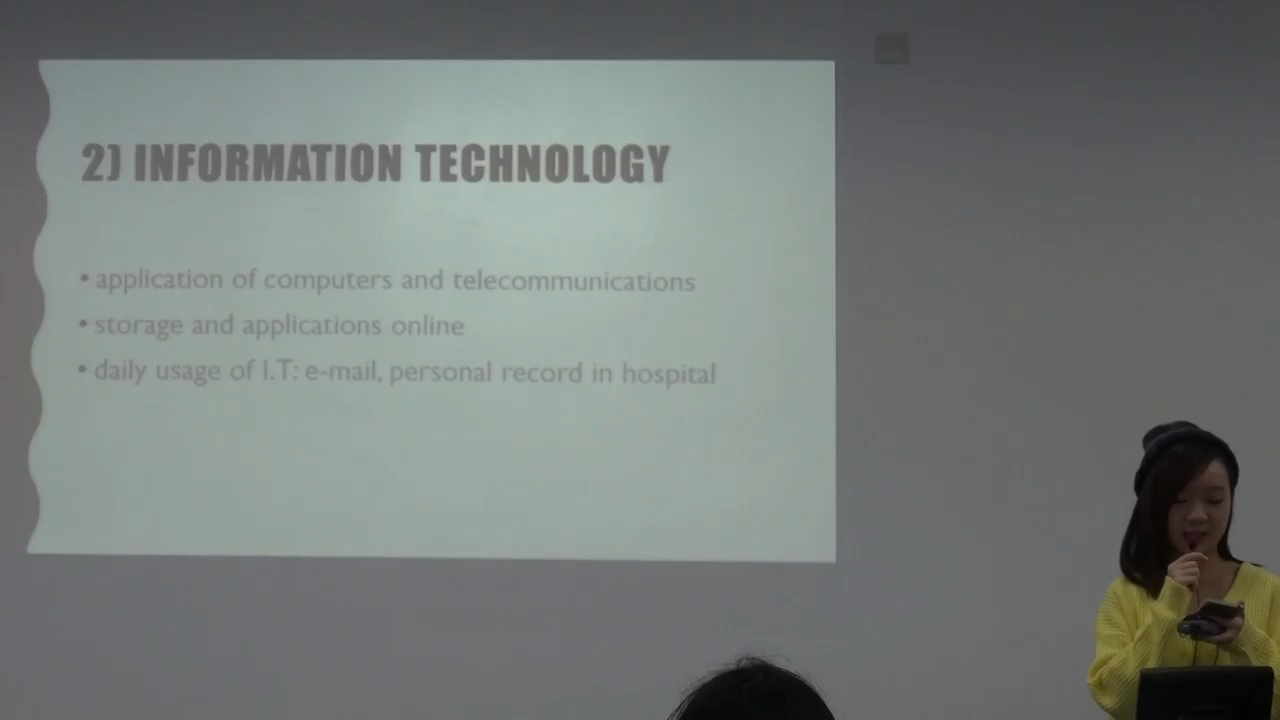 2) INFORMATION TECHNOLOGY
• application of computers and telecommunications
• storage and applications online
• daily usage of I.T: e-mail, personal record in hospital